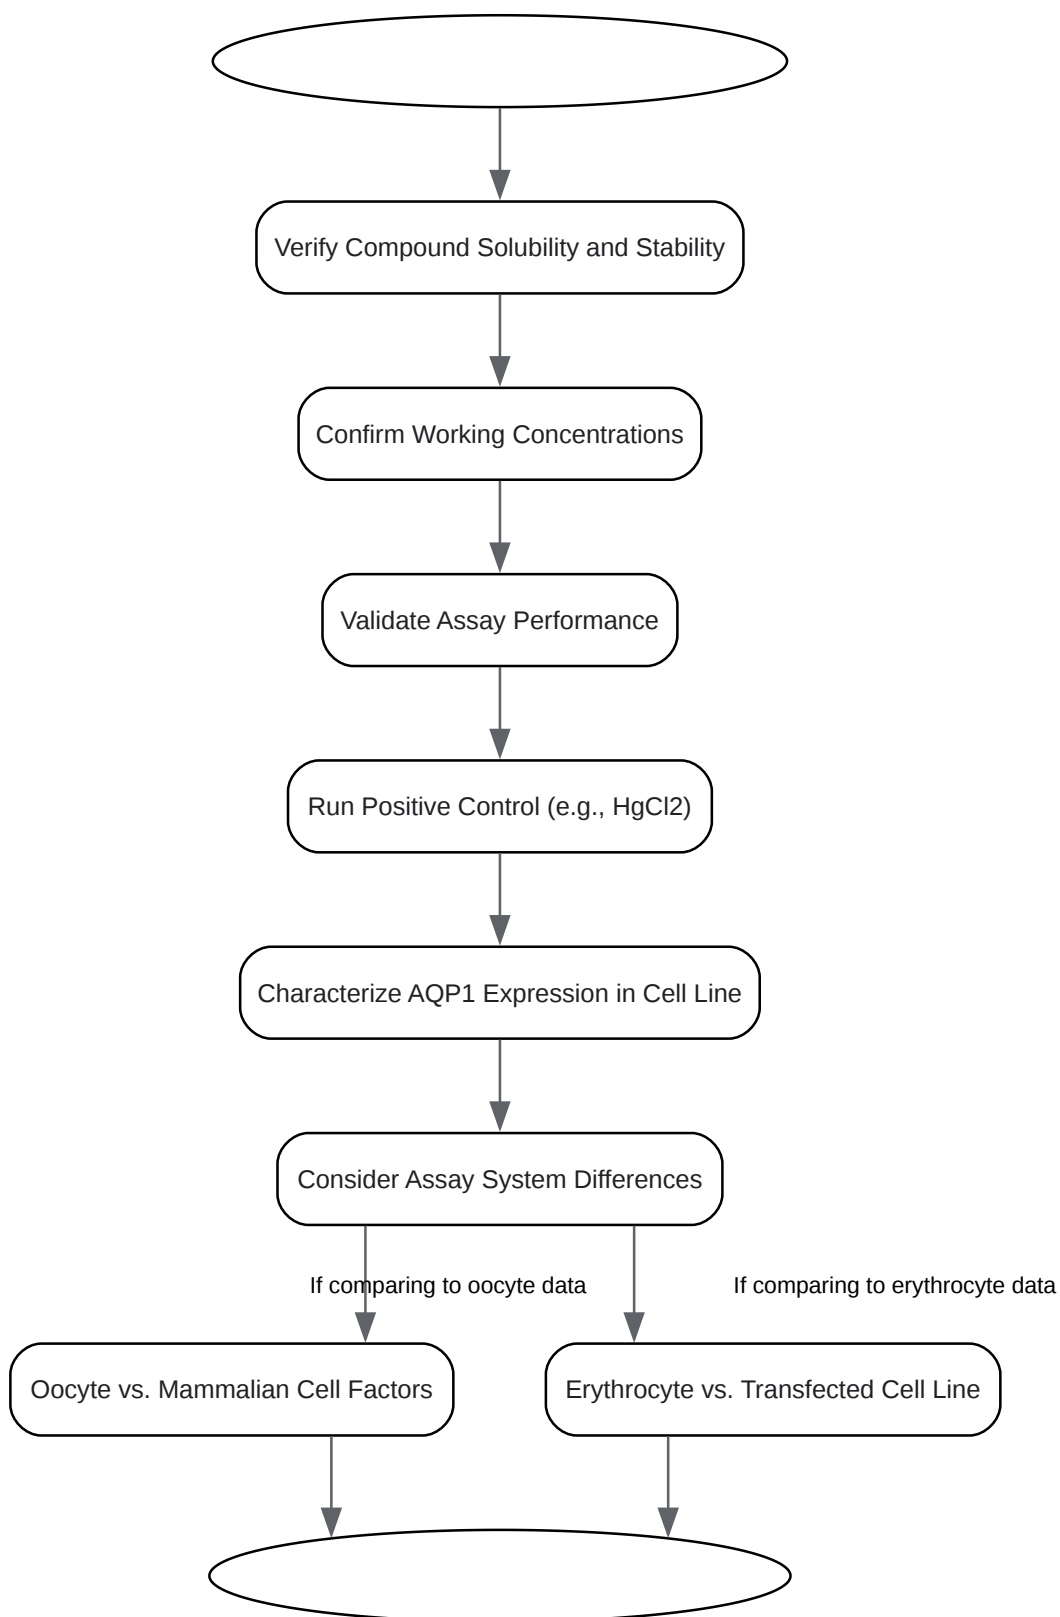 Verify Compound Solubility and Stability
Confirm Working Concentrations
Validate Assay Performance
Run Positive Control (e.g., HgCl2)
Characterize AQP1 Expression in Cell Line
Consider Assay System Differences
If comparing to oocyte data
If comparing to erythrocyte data
Oocyte vs. Mammalian Cell Factors
Erythrocyte vs. Transfected Cell Line